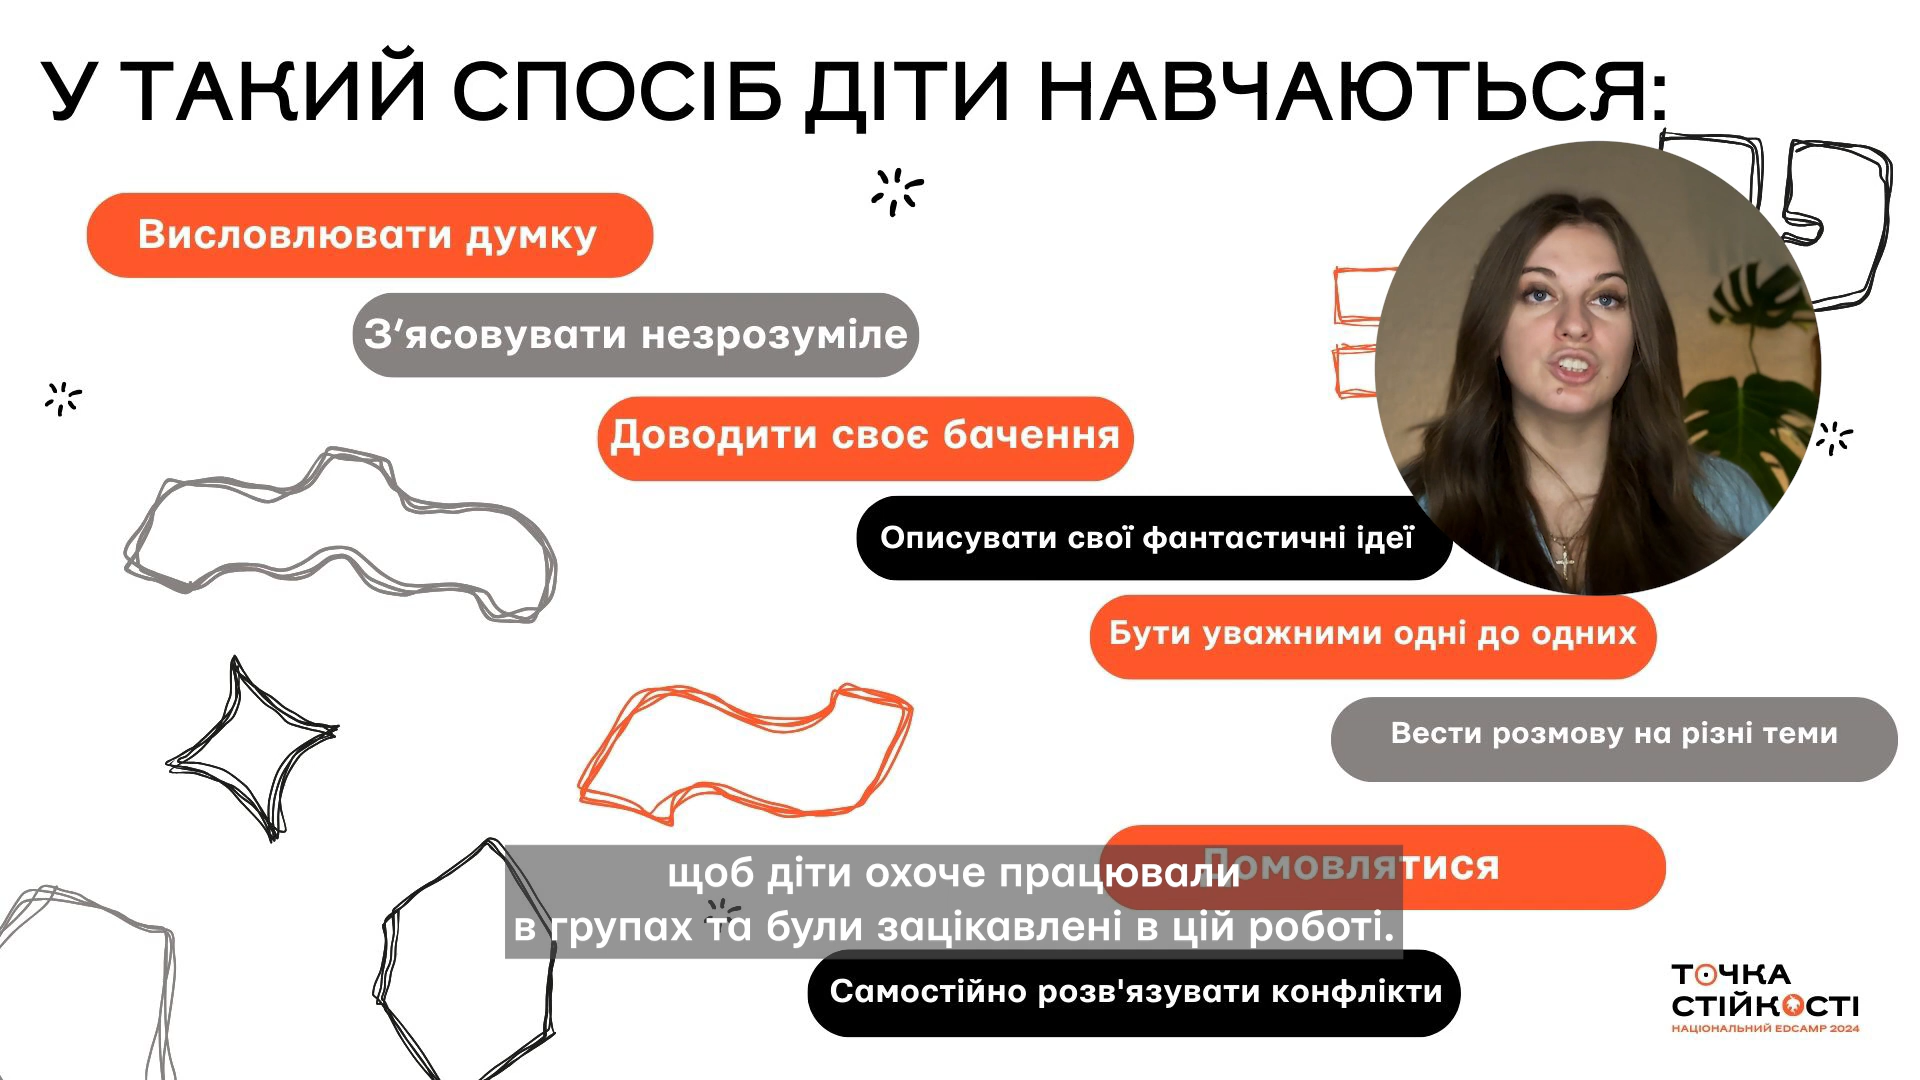 У ТАКИЙ СПОСІБ ДІТИ НАВЧАЮТЬСЯ:
Висловлювати думку
З‘ясовувати незрозуміле
Доводити своє бачення
Описувати свої фантастичні ідеї
Бути уважними одні до одних
Вести розмову на різні теми
Домовлятися
щоб діти охоче працювали
в групах та були зацікавлені в цій роботі.
Самостійно розв'язувати конфлікти
ТОЧКА
СТІЙКОСТІ
НАЦІОНАЛЬНИЙ EDCAMP 2024